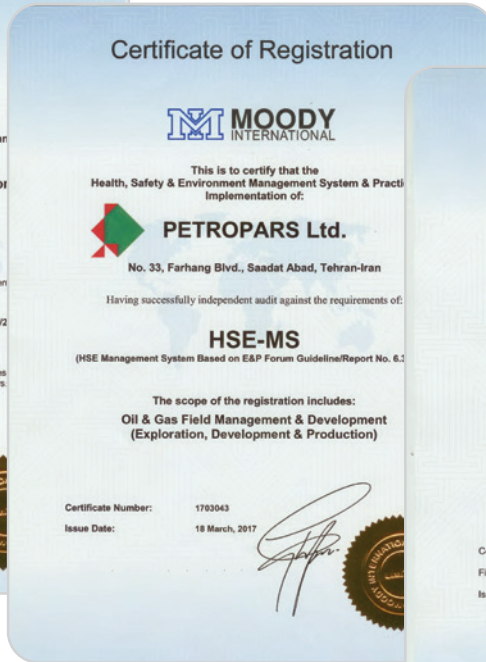 Certificate of Registration
MOODY
INTERNATIONAL
This is to certify that the
Health, Safety & Environment Management System &
Implementation of:
PETROPARS Ltd.
No. 33, Farhang Blvd., Saadat Abad, Tehran-Iran
Having successfully independent audit against the requirements of:
HSE-MS
(HSE Management System Based on E&P Forum Guideline/Report No.
The scope of the registration includes:
Oil & Gas Field Management & Development
(Exploration, Development & Production)
Certificate Number: 1703043
Issue Date: 18 March, 2017